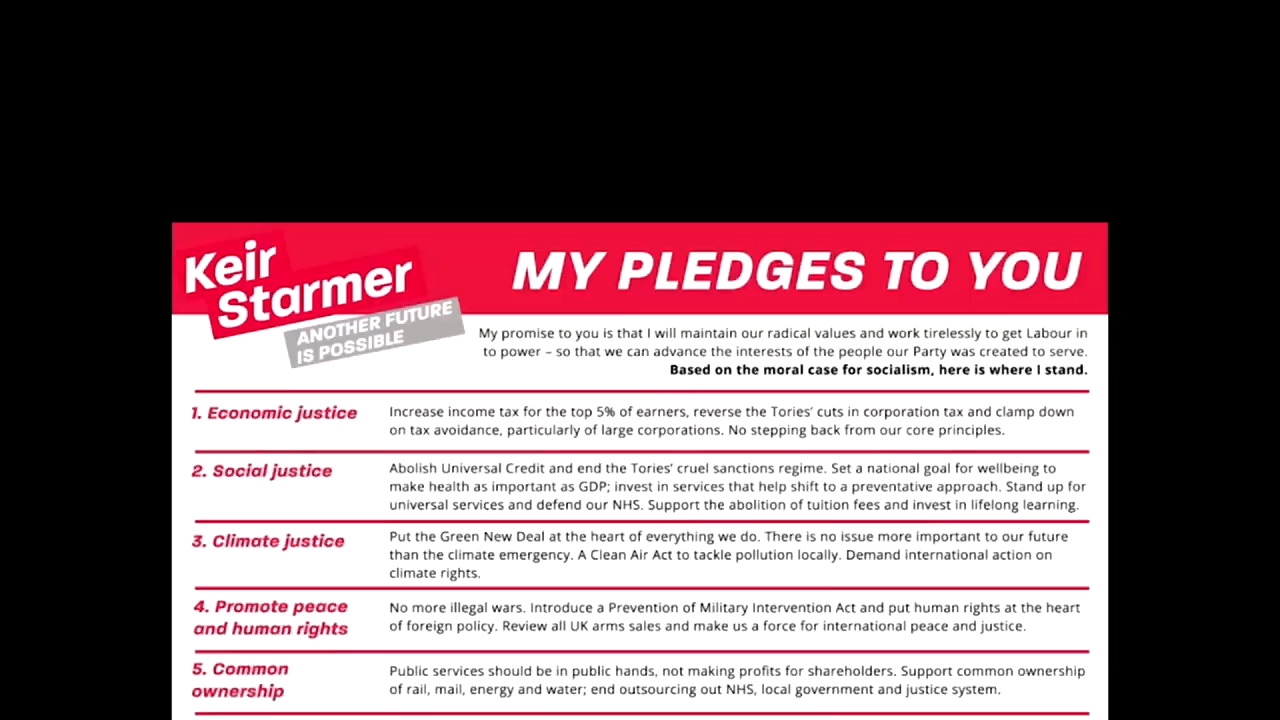 Keir
Starmer
ANOTHER FUTURE
IS POSSIBLE
MY PLEDGES TO YOU
My promise to you is that I will maintain our radical values and work tirelessly to get Labour in
to power – so that we can advance the interests of the people our Party was created to serve.
Based on the moral case for socialism, here is where I stand.
1. Economic justice
Increase income tax for the top 5% of earners, reverse the Tories' cuts in corporation tax and clamp down
on tax avoidance, particularly of large corporations. No stepping back from our core principles.
2. Social justice
Abolish Universal Credit and end the Tories' cruel sanctions regime. Set a national goal for wellbeing to
make health as important as GDP; invest in services that help shift to a preventative approach. Stand up for
universal services and defend our NHS. Support the abolition of tuition fees and invest in lifelong learning.
3. Climate justice
Put the Green New Deal at the heart of everything we do. There is no issue more important to our future
than the climate emergency. A Clean Air Act to tackle pollution locally. Demand international action on
climate rights.
4. Promote peace
and human rights
No more illegal wars. Introduce a Prevention of Military Intervention Act and put human rights at the heart
of foreign policy. Review all UK arms sales and make us a force for international peace and justice.
5. Common
ownership
Public services should be in public hands, not making profits for shareholders. Support common ownership
of rail, mail, energy and water; end outsourcing out NHS, local government and justice system.